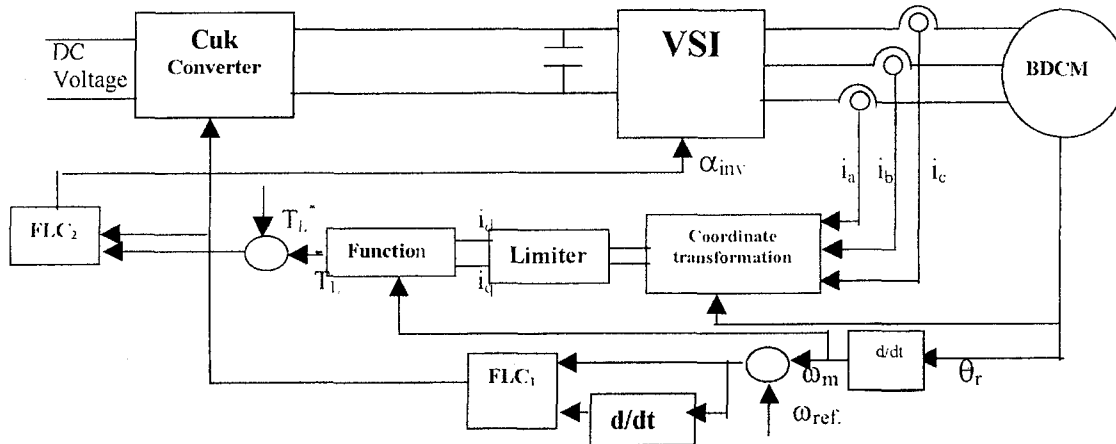 DC
Voltage
Cuk
Converter
VSI
BDCM
αinv
ia
ib
ic
FLC2
TL*
TL
Function
id
iq
Limiter
Coordinate
transformation
FLC1
d/dt
ωm
ωref.
d/dt
θr